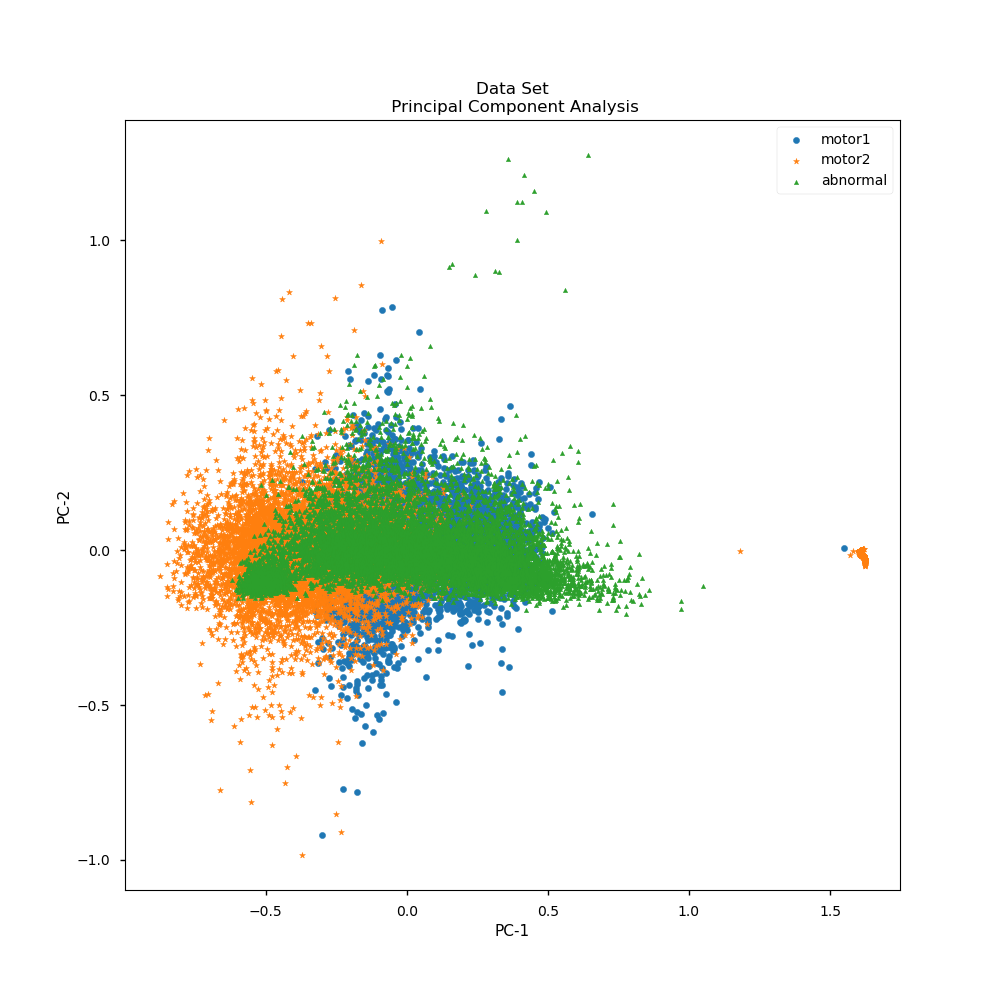 Data Set
Principal Component Analysis
motor1
motor2
abnormal
1.0
0.5
0.0
−0.5
−1.0
PC-2
−0.5
0.0
0.5
1.0
1.5
PC-1